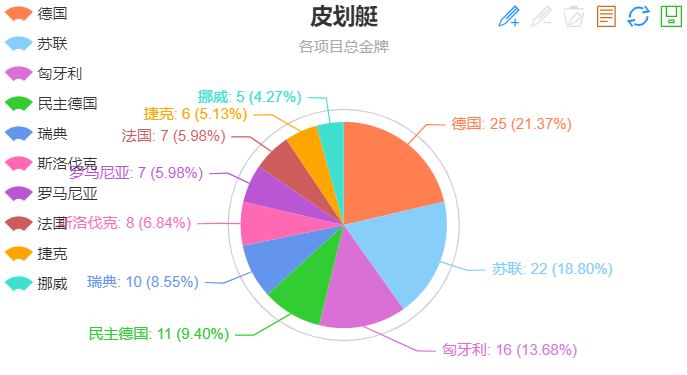 皮划艇
各项目总金牌
德国
苏联
匈牙利
民主德国
瑞典
斯洛伐克
罗马尼亚
法国
捷克
挪威
德国: 25 (21.37%)
苏联: 22 (18.80%)
匈牙利: 16 (13.68%)
民主德国: 11 (9.40%)
瑞典: 10 (8.55%)
斯洛伐克: 8 (6.84%)
罗马尼亚: 7 (5.98%)
法国: 7 (5.98%)
捷克: 6 (5.13%)
挪威: 5 (4.27%)